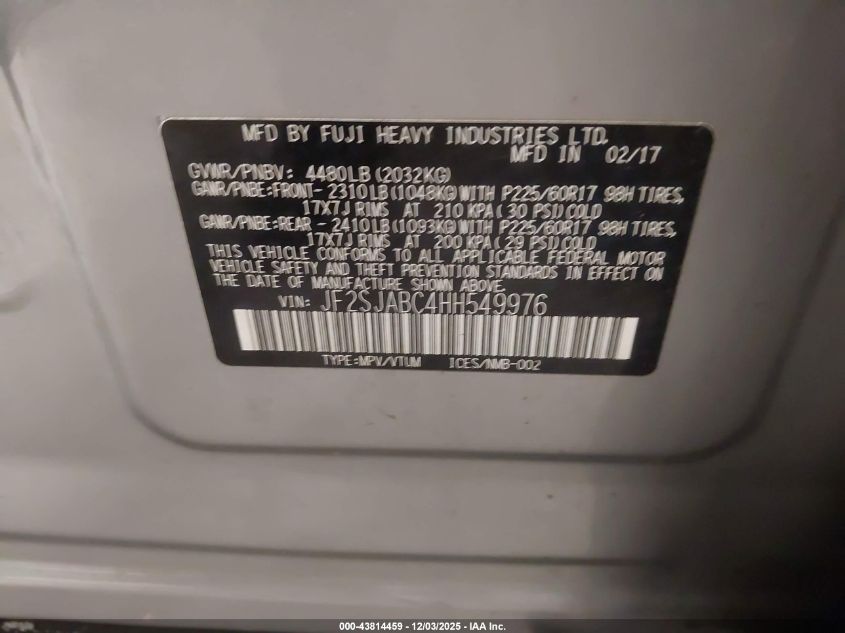 MFD BY FUJI HEAVY INDUSTRIES LTD.
MFD IN 02/17
GVWR/PNBV: 4480LB (2032KG)
GAWR/PNBE:FRONT- 2310LB(1048KG)WITH P225/60R17 98H TIRES,
17X7J RIMS AT 210 KPA( 30 PSI)COLD
GAWR/PNBE:REAR - 2410LB(1093KG)WITH P225/60R17 98H TIRES,
17X7J RIMS AT 200 KPA( 29 PSI)COLD
THIS VEHICLE CONFORMS TO ALL APPLICABLE FEDERAL MOTOR
VEHICLE SAFETY AND THEFT PREVENTION STANDARDS IN EFFECT ON
THE DATE OF MANUFACTURE SHOWN ABOVE.
VIN: JF2SJABC4HH549976
TYPE:MPV/VTUM ICES/NMB-002
000-43814459 - 12/03/2025 - IAA Inc.